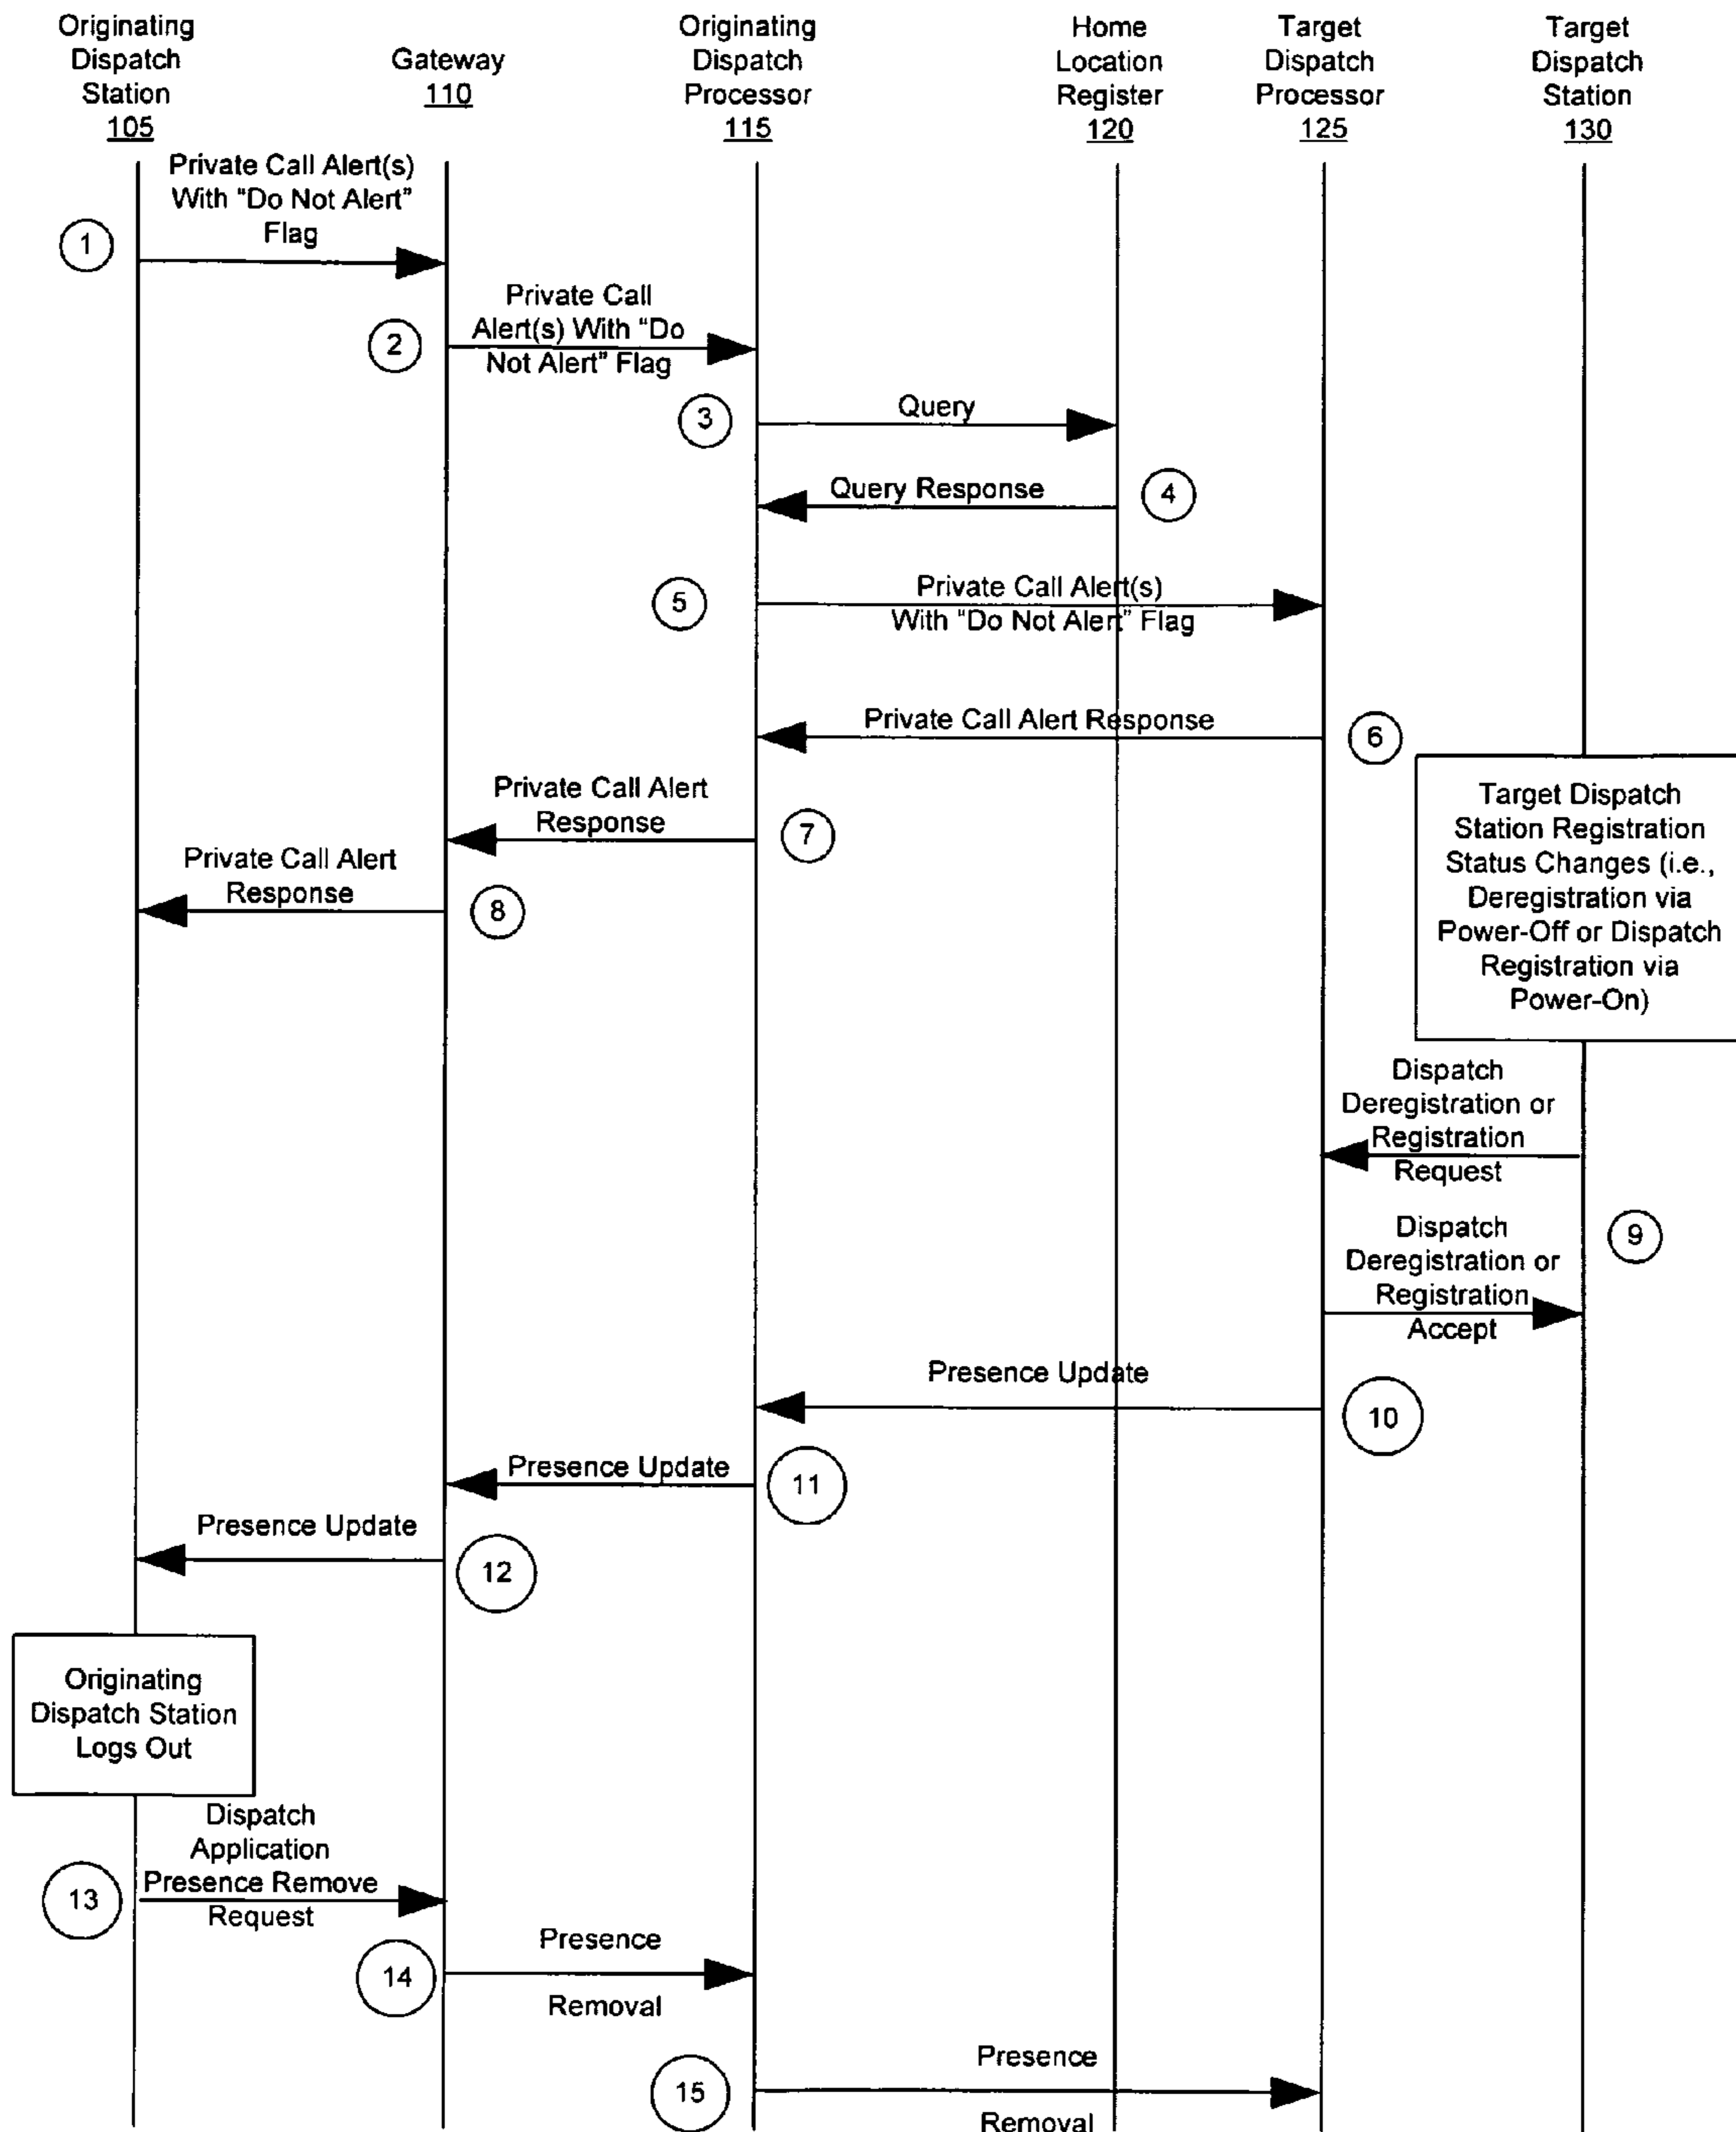 Originating
Dispatch
Station
105
Gateway
110
Originating
Dispatch
Processor
115
Home
Location
Register
120
Target
Dispatch
Processor
125
Target
Dispatch
Station
130
Private Call Alert(s)
With "Do Not Alert"
Flag
1
Private Call
Alert(s) With "Do
Not Alert" Flag
2
3
Query
Query Response
4
5
Private Call Alert(s)
With "Do Not Alert" Flag
Private Call Alert Response
6
Private Call Alert
Response
7
Private Call Alert
Response
8
Target Dispatch
Station Registration
Status Changes (i.e.,
Deregistration via
Power-Off or Dispatch
Registration via
Power-On)
Dispatch
Deregistration or
Registration
Request
Dispatch
Deregistration or
Registration
Accept
9
Presence Update
10
Presence Update
11
Presence Update
12
Originating
Dispatch Station
Logs Out
Dispatch
Application
Presence Remove
Request
13
Presence
Removal
14
Presence
Removal
15